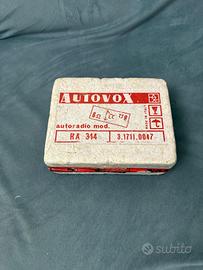 AUTOVOX
autoradio mod.
RA 344
3.1711.0047
subito